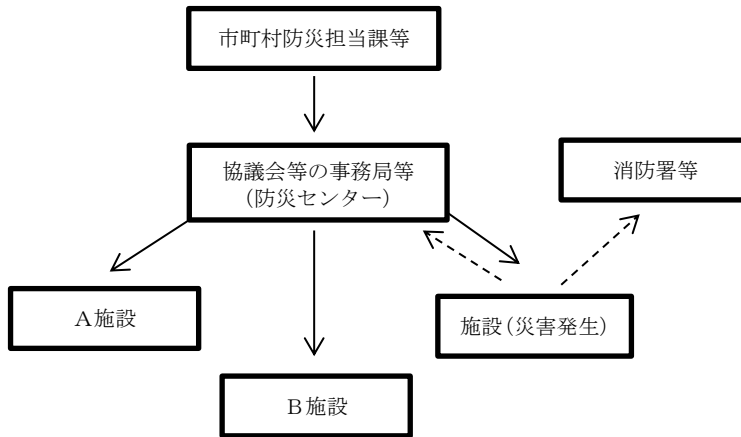 市町村防災担当課等
協議会等の事務局等
(防災センター)
消防署等
A施設
施設(災害発生)
B施設